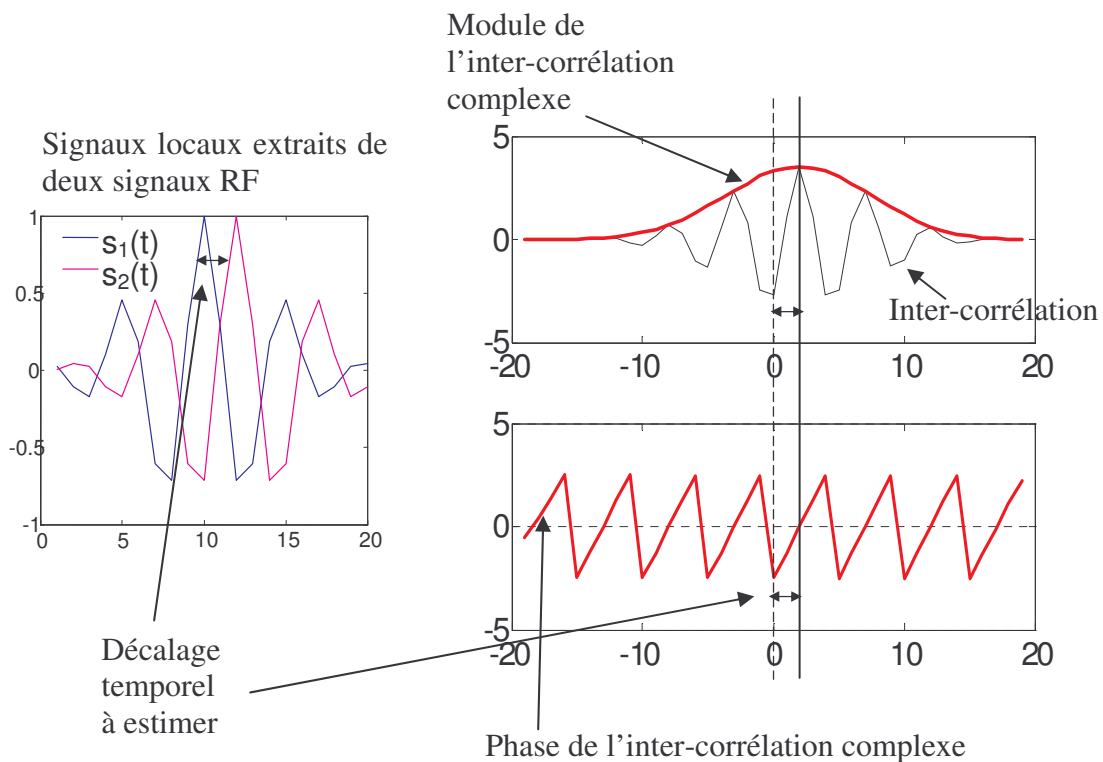 Module de
l'inter-corrélation
complexe
Signaux locaux extraits de
deux signaux RF
s1(t)
s2(t)
1
0.5
0
-0.5
-1
0 5 10 15 20
5
0
-5
-20 -10 0 10 20
Inter-corrélation
5
0
-5
-20 -10 0 10 20
Décalage
temporel
à estimer
Phase de l'inter-corrélation complexe